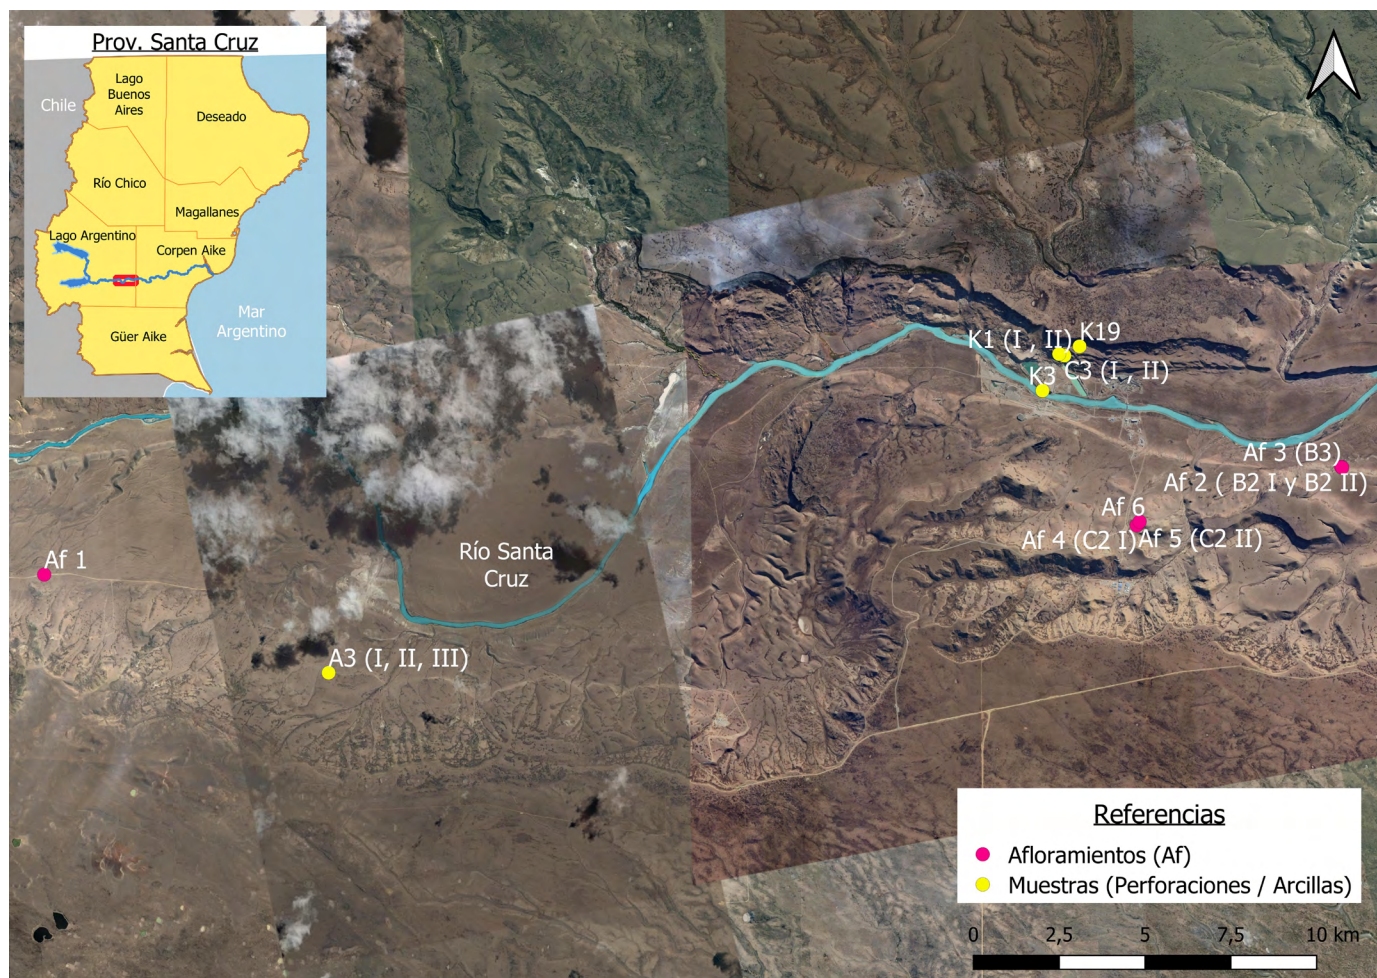 Prov. Santa Cruz
Lago
Buenos
Aires
Chile
Deseado
Río Chico
Magallanes
Lago Argentino
Corpen Aike
Mar
Argentino
Güer Aike
K1 (I , II)
K19
C3 (I , II)
K3
Af 3 (B3)
Af 2 ( B2 I y B2 II)
Af 6
Af 4 (C2 I)
Af 5 (C2 II)
Río Santa
Cruz
Af 1
A3 (I, II, III)
Referencias
Afloramientos (Af)
Muestras (Perforaciones / Arcillas)
0 2,5 5 7,5 10 km